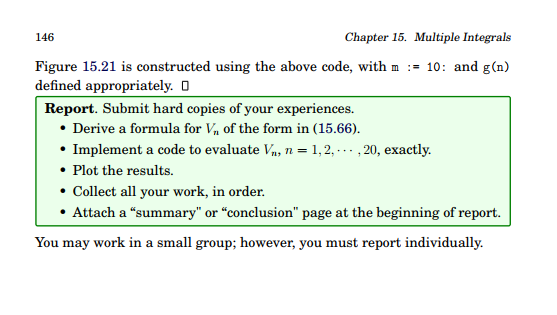 146 Chapter 15. Multiple Integrals
Figure 15.21 is constructed using the above code, with m := 10: and g(n)
defined appropriately. □
Report. Submit hard copies of your experiences.
• Derive a formula for Vₙ of the form in (15.66).
• Implement a code to evaluate Vₙ, n = 1, 2, ⋯ , 20, exactly.
• Plot the results.
• Collect all your work, in order.
• Attach a “summary" or “conclusion" page at the beginning of report.
You may work in a small group; however, you must report individually.